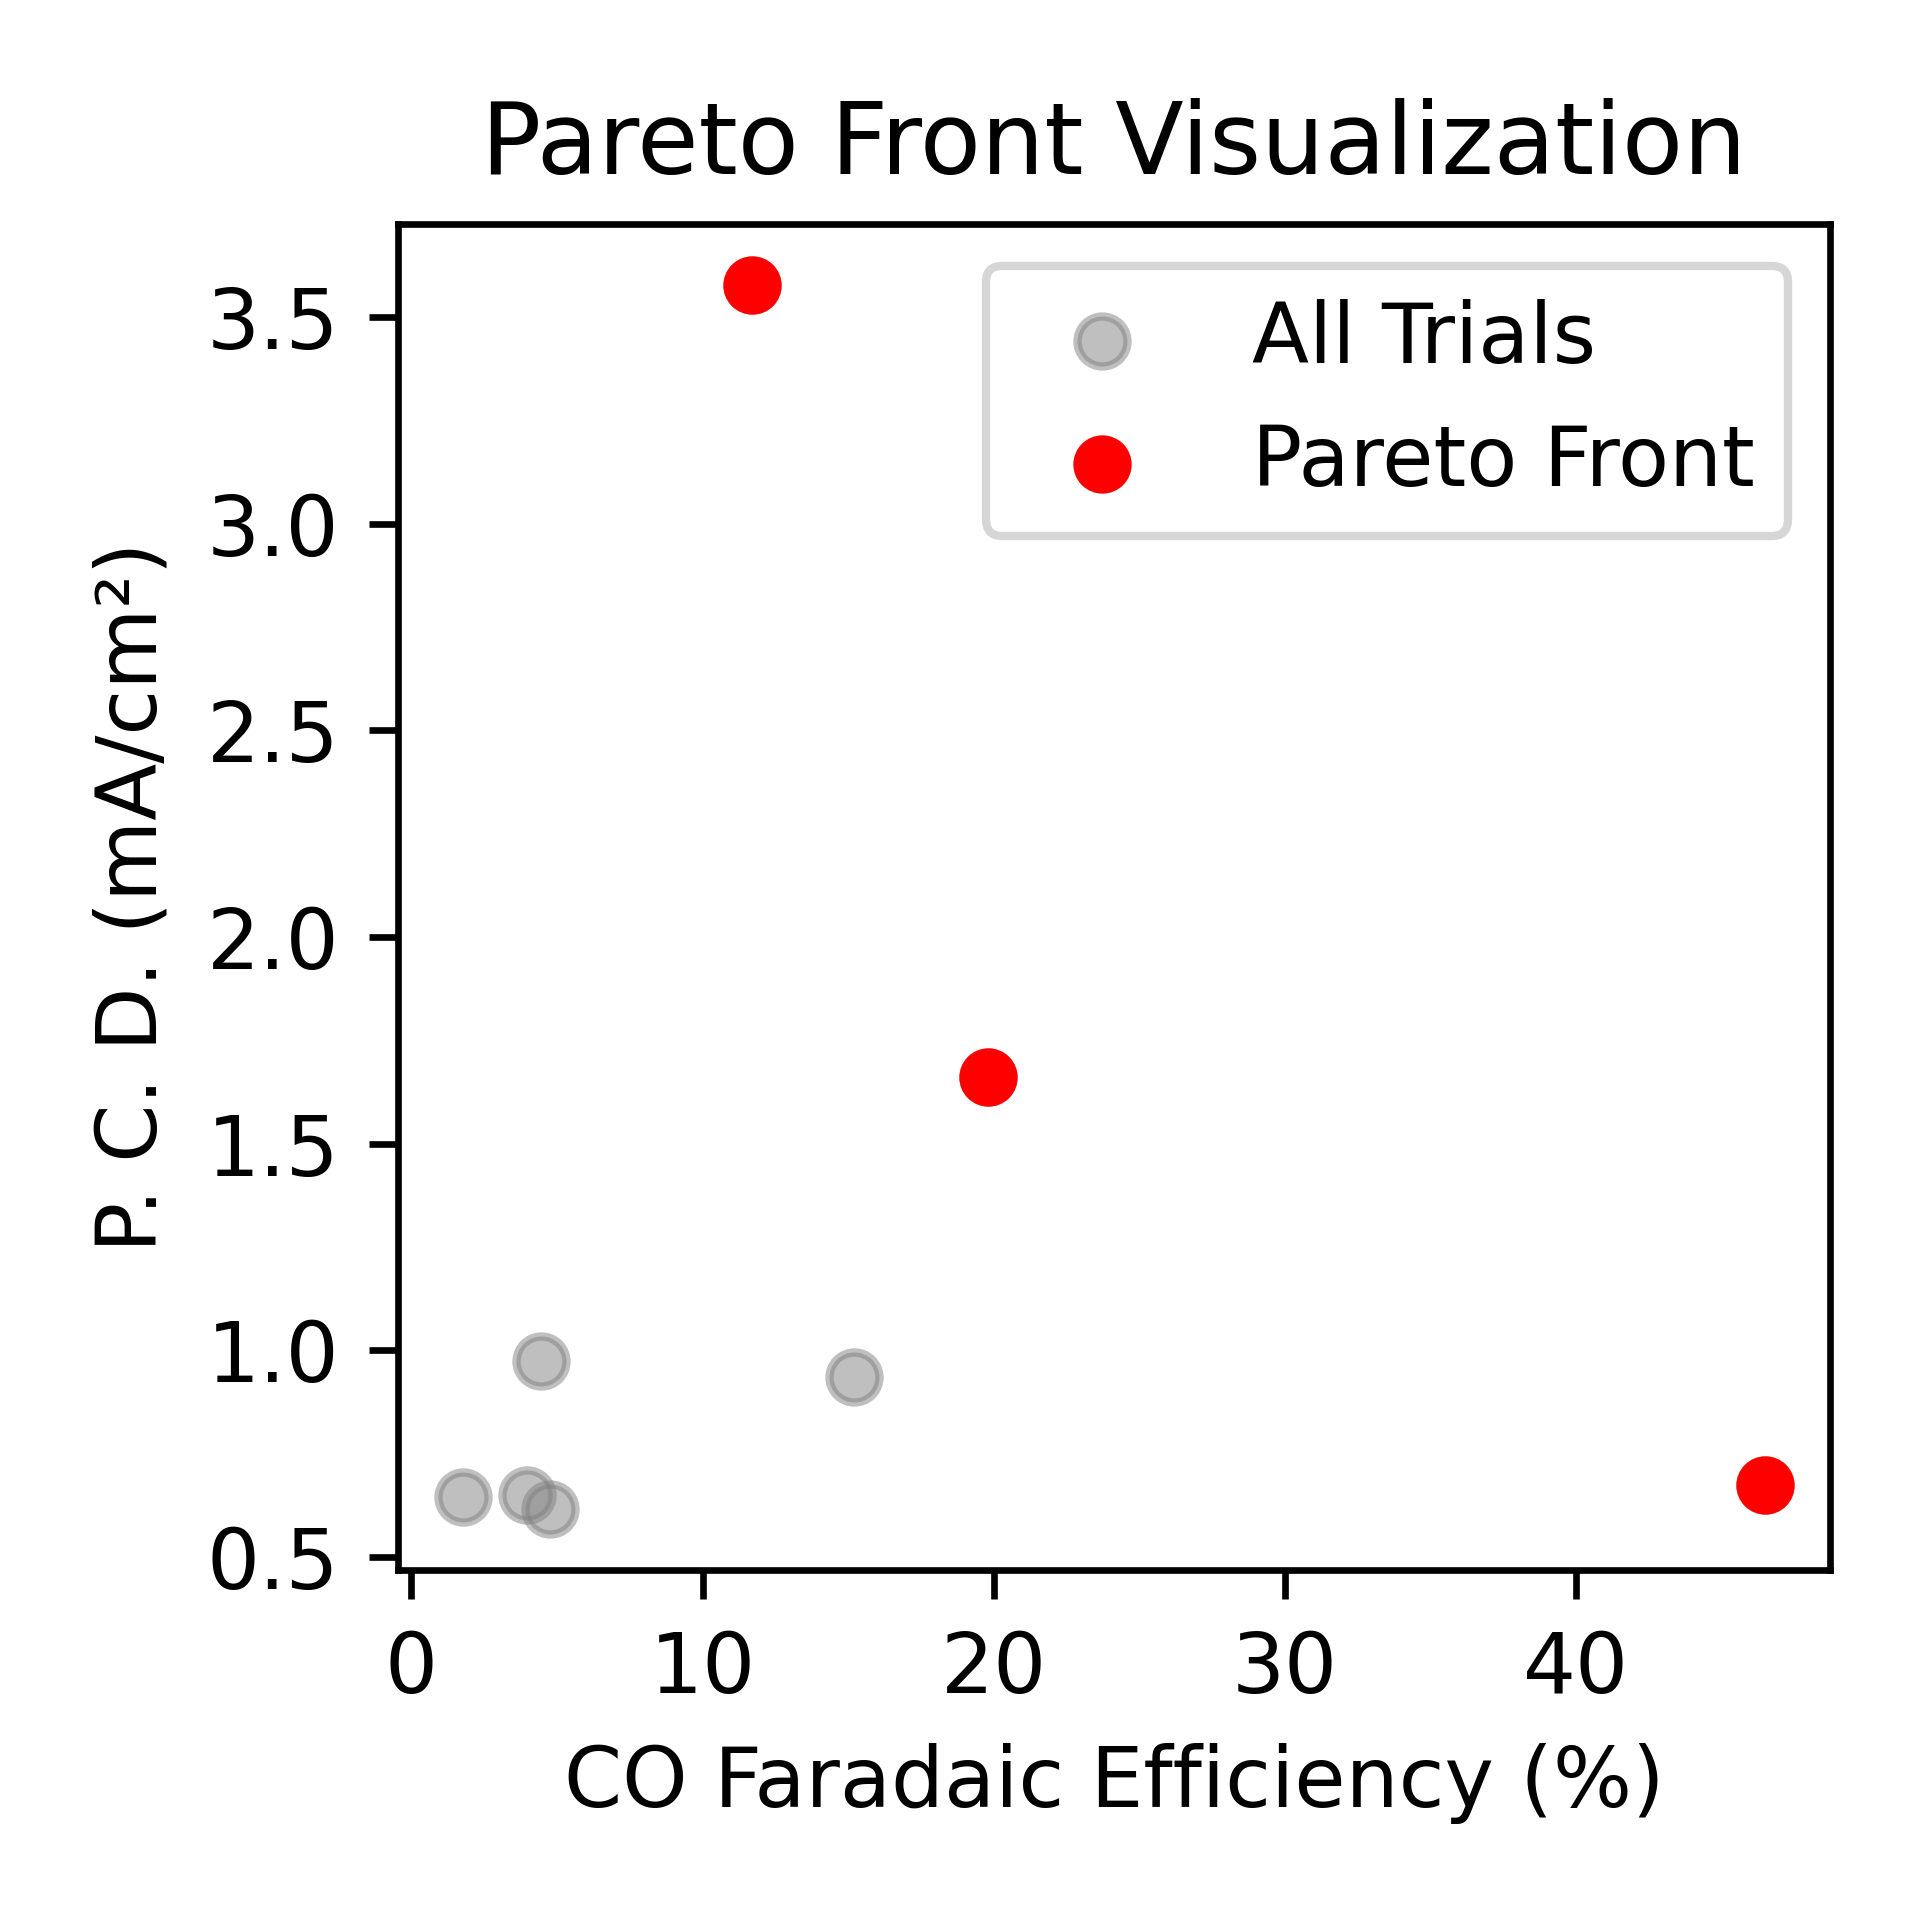 Pareto Front Visualization
All Trials
Pareto Front
P. C. D. (mA/cm²)
3.5
3.0
2.5
2.0
1.5
1.0
0.5
0 10 20 30 40
CO Faradaic Efficiency (%)